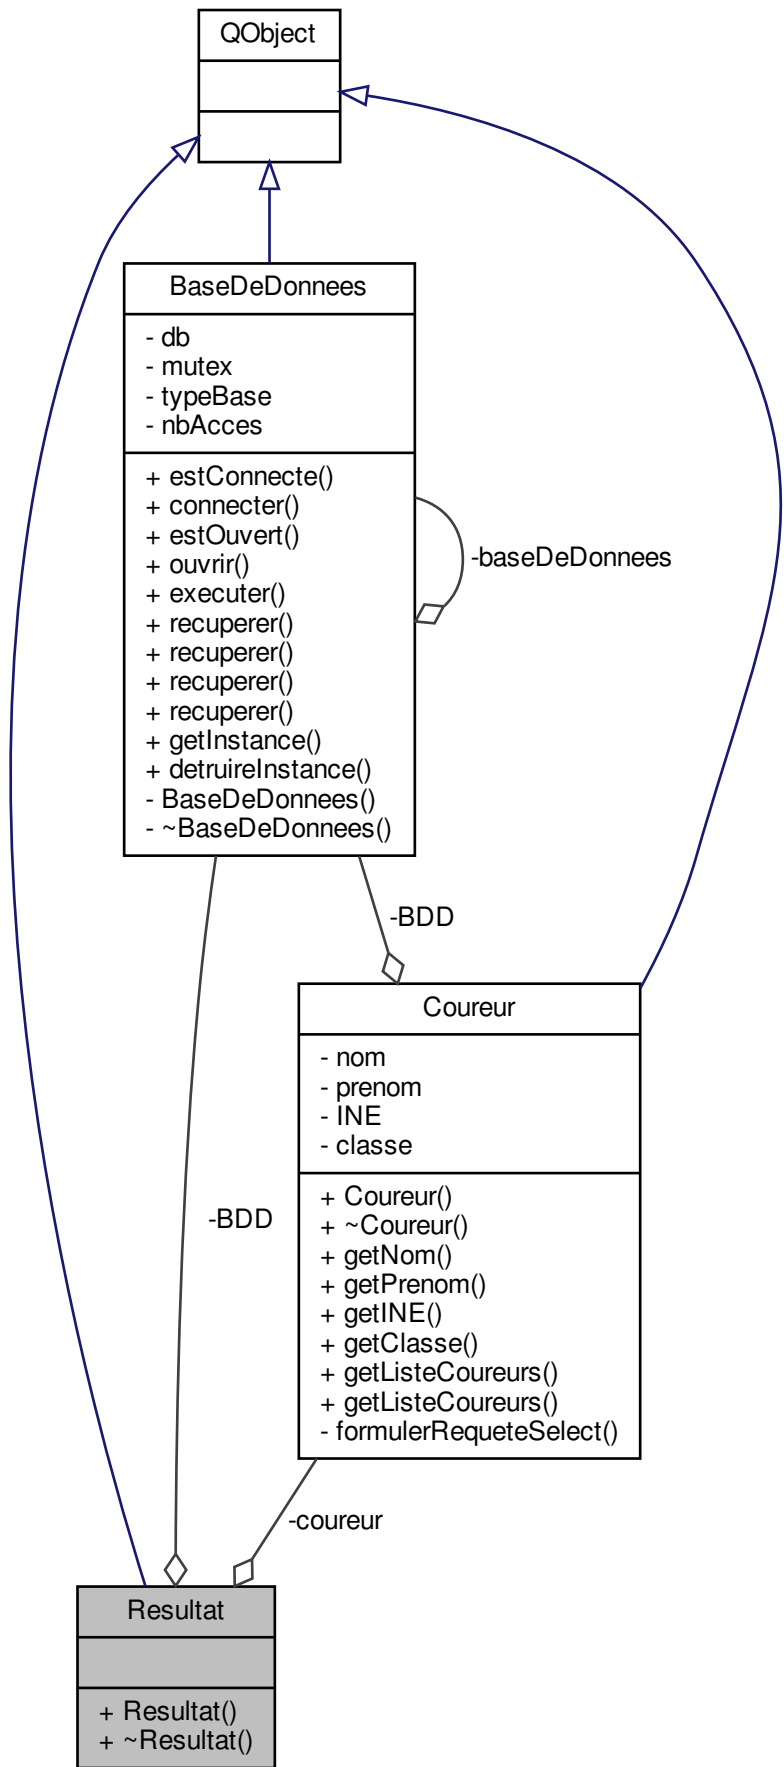 QObject
BaseDeDonnees
- db
- mutex
- typeBase
- nbAcces
+ estConnecte()
+ connecter()
+ estOuvert()
+ ouvrir()
+ executer()
+ recuperer()
+ recuperer()
+ recuperer()
+ recuperer()
+ getInstance()
+ detruireInstance()
- BaseDeDonnees()
- ~BaseDeDonnees()
-baseDeDonnees
-BDD
Coureur
- nom
- prenom
- INE
- classe
+ Coureur()
+ ~Coureur()
+ getNom()
+ getPrenom()
+ getINE()
+ getClasse()
+ getListeCoureurs()
+ getListeCoureurs()
- formulerRequeteSelect()
-BDD
-coureur
Resultat
+ Resultat()
+ ~Resultat()